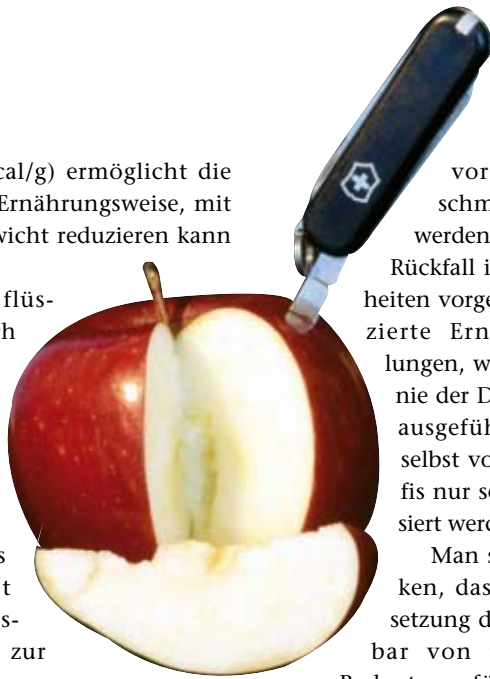 cal/g) ermöglicht die
Ernährungsweise, mit
wicht reduzieren kann
flüs-
h
s
t
s-
zur
vor
schm
werden
Rückfall i
heiten vorge
zierte Ern
lungen, w
nie der D
ausgefüh
selbst vo
fis nur se
siert werd
Man s
ken, das
setzung d
bar von